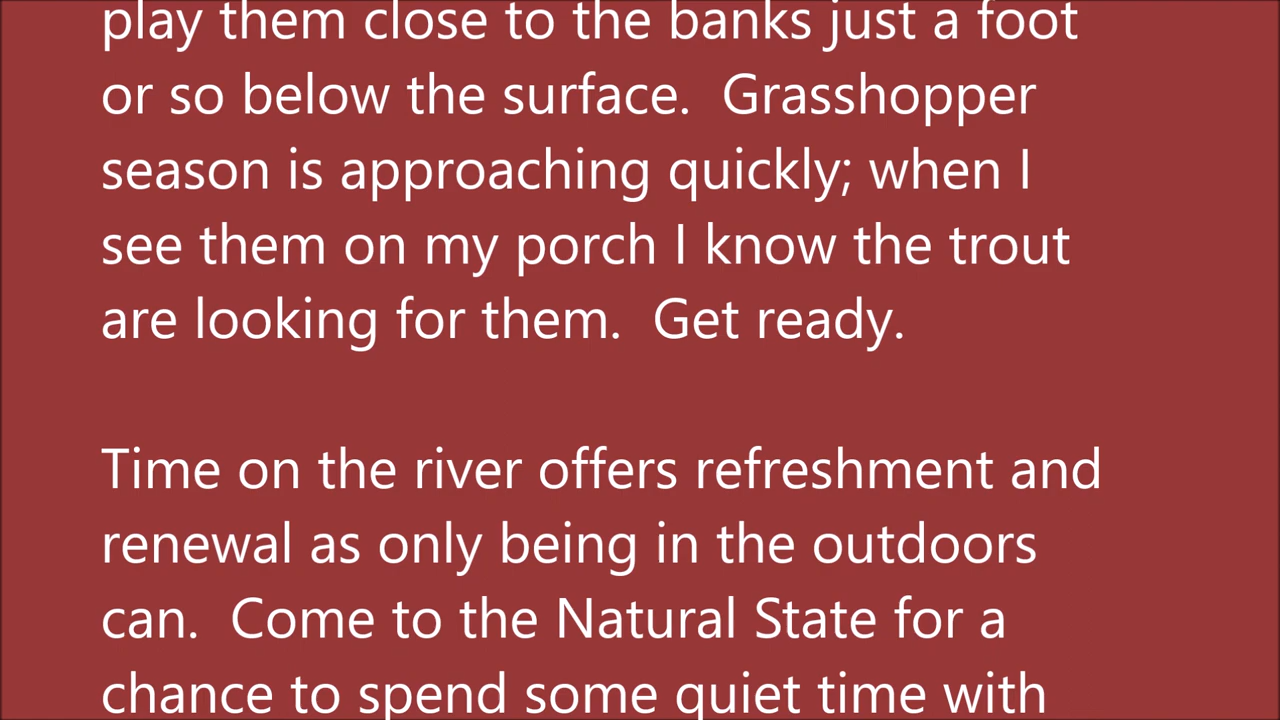 play them close to the banks just a foot
or so below the surface.  Grasshopper
season is approaching quickly; when I
see them on my porch I know the trout
are looking for them.  Get ready.
Time on the river offers refreshment and
renewal as only being in the outdoors
can.  Come to the Natural State for a
chance to spend some quiet time with